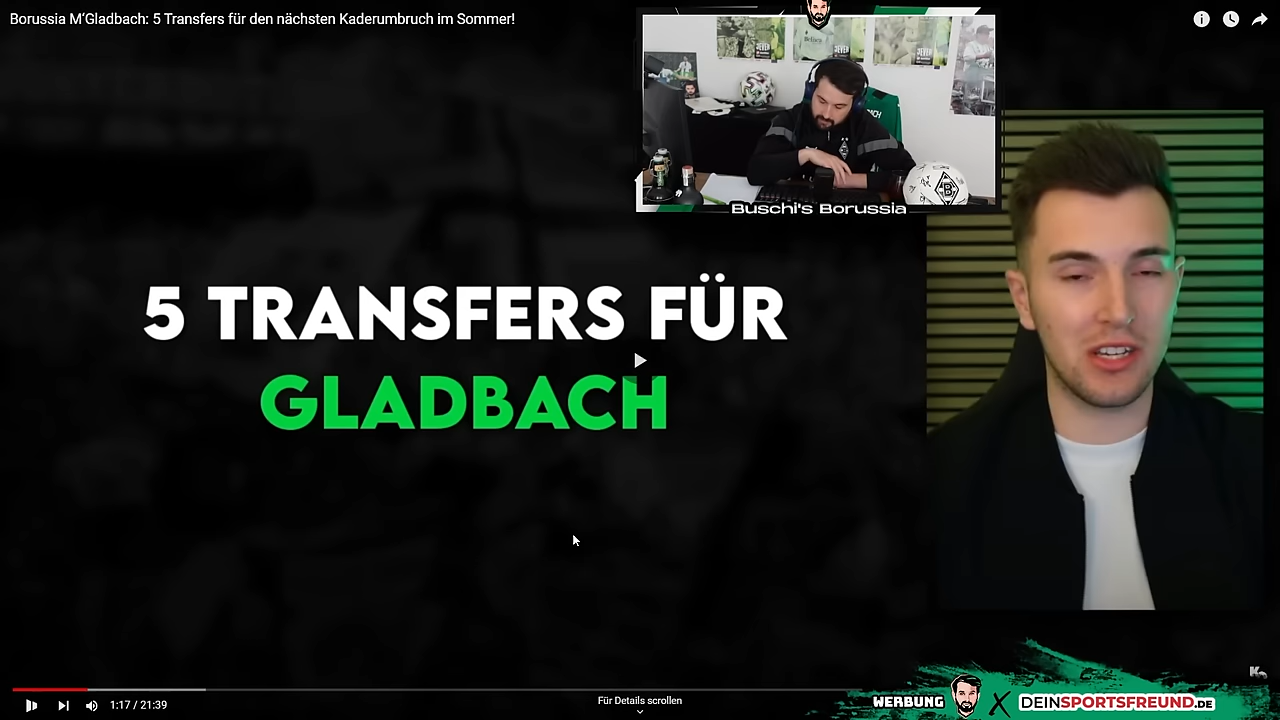 Borussia M'Gladbach: 5 Transfers für den nächsten Kaderumbruch im Sommer!
Buschi's Borussia
5 TRANSFERS FÜR
GLADBACH
1:17 / 21:39
Für Details scrollen
WERBUNG X DEINSPORTSFREUND.DE